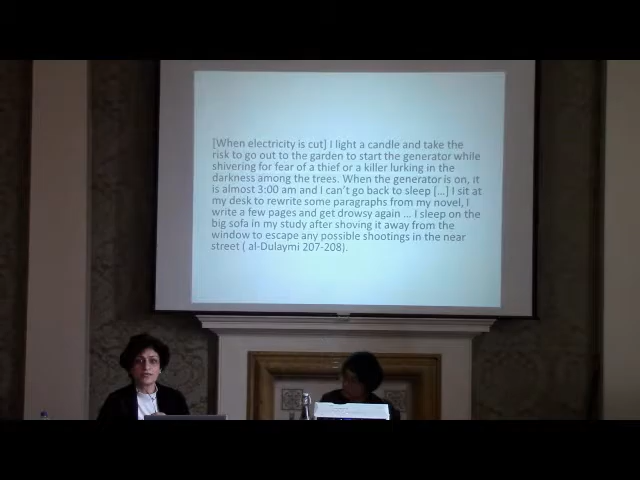 [When electricity is cut] I light a candle and take the
risk to go out to the garden to start the generator while
shivering for fear of a thief or a killer lurking in the
darkness among the trees. When the generator is on, it
is almost 3:00 am and I can't go back to sleep [...] I sit at
my desk to rewrite some paragraphs from my novel, I
write a few pages and get drowsy again ... I sleep on the
big sofa in my study after shoving it away from the
window to escape any possible shootings in the near
street ( al-Dulaymi 207-208).